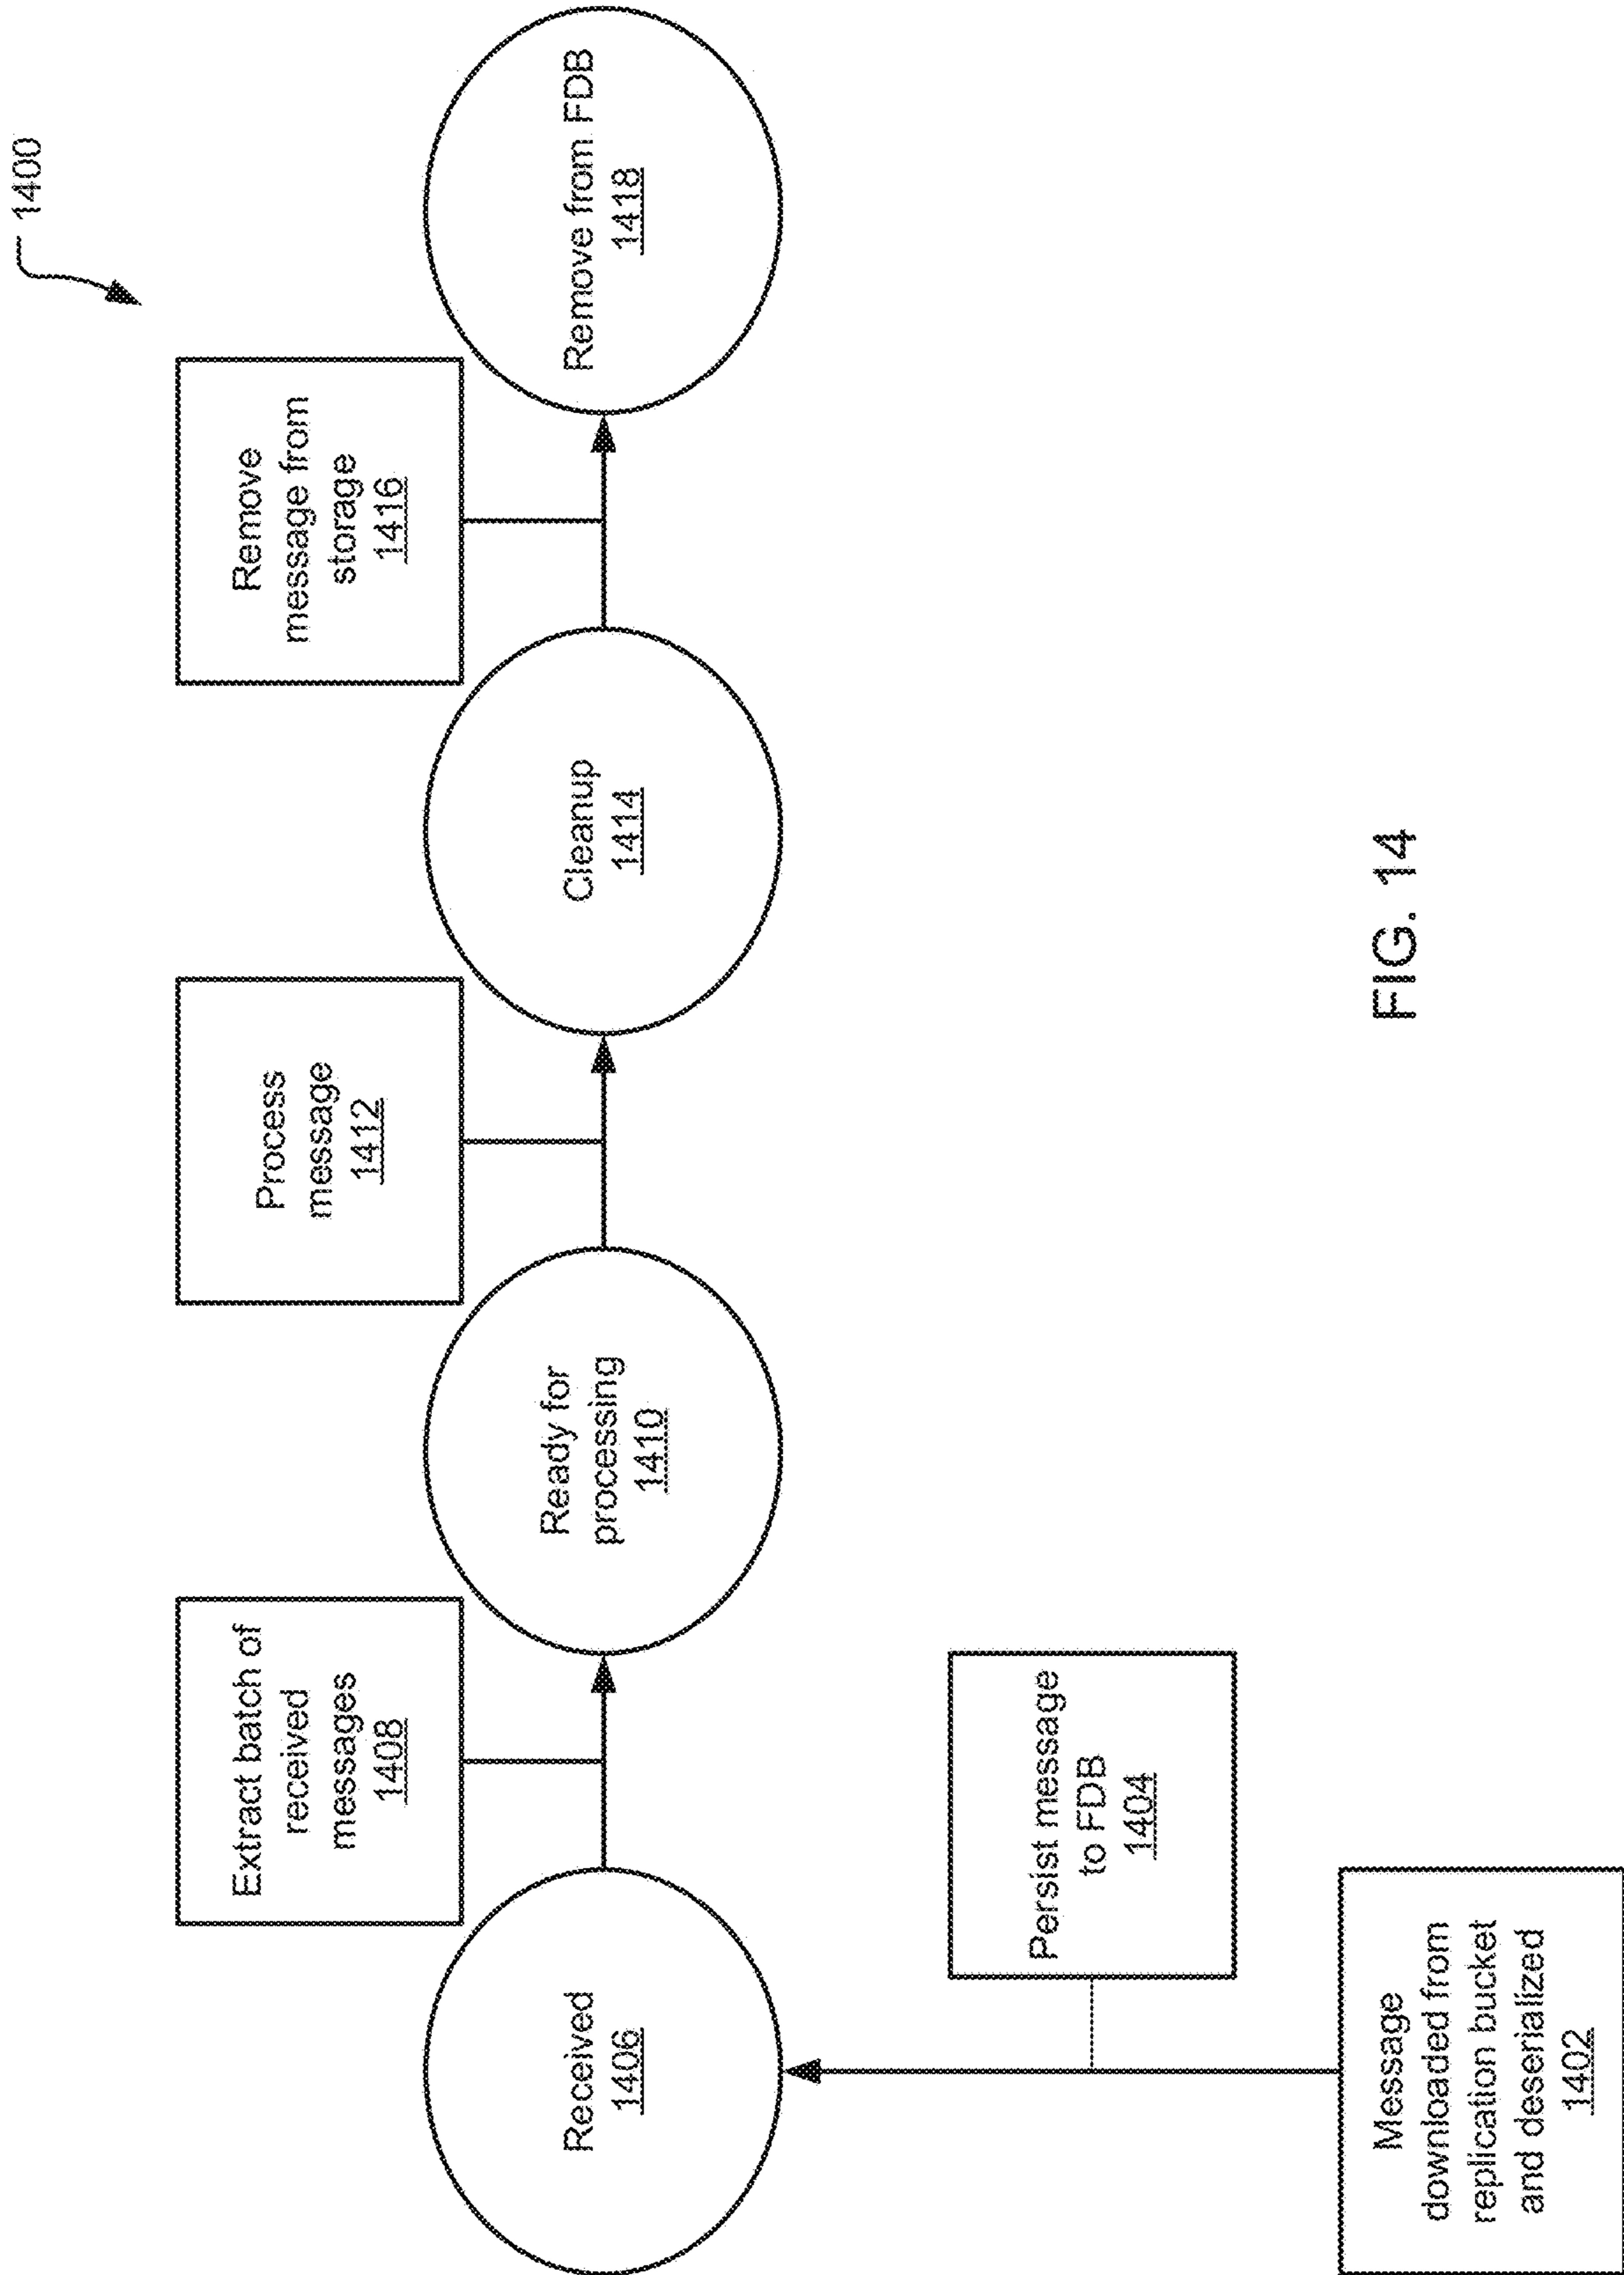 1400
Extract batch of
received
messages
1408
Process
message
1412
Remove
message from
storage
1416
Received
1406
Ready for
processing
1410
Cleanup
1414
Remove from FDB
1418
Persist message
to FDB
1404
Message
downloaded from
replication bucket
and deserialized
1402
FIG. 14